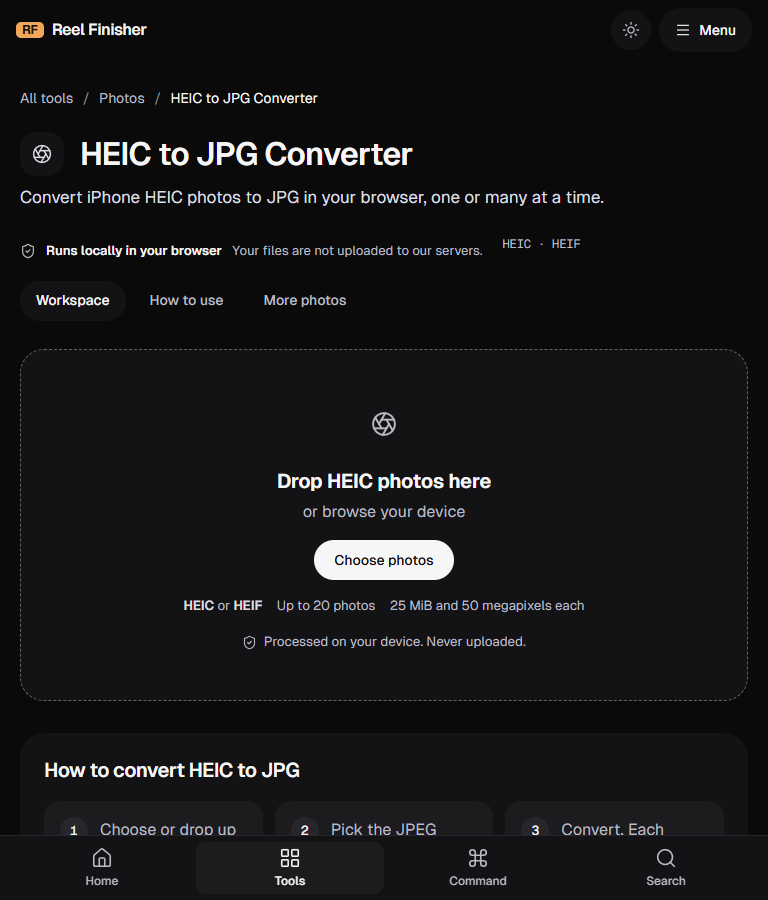 RF Reel Finisher Menu
All tools / Photos / HEIC to JPG Converter
HEIC to JPG Converter
Convert iPhone HEIC photos to JPG in your browser, one or many at a time.
Runs locally in your browser Your files are not uploaded to our servers. HEIC · HEIF
Workspace How to use More photos
Drop HEIC photos here
or browse your device
Choose photos
HEIC or HEIF Up to 20 photos 25 MiB and 50 megapixels each
Processed on your device. Never uploaded.
How to convert HEIC to JPG
1 Choose or drop up 2 Pick the JPEG 3 Convert. Each
Home Tools Command Search